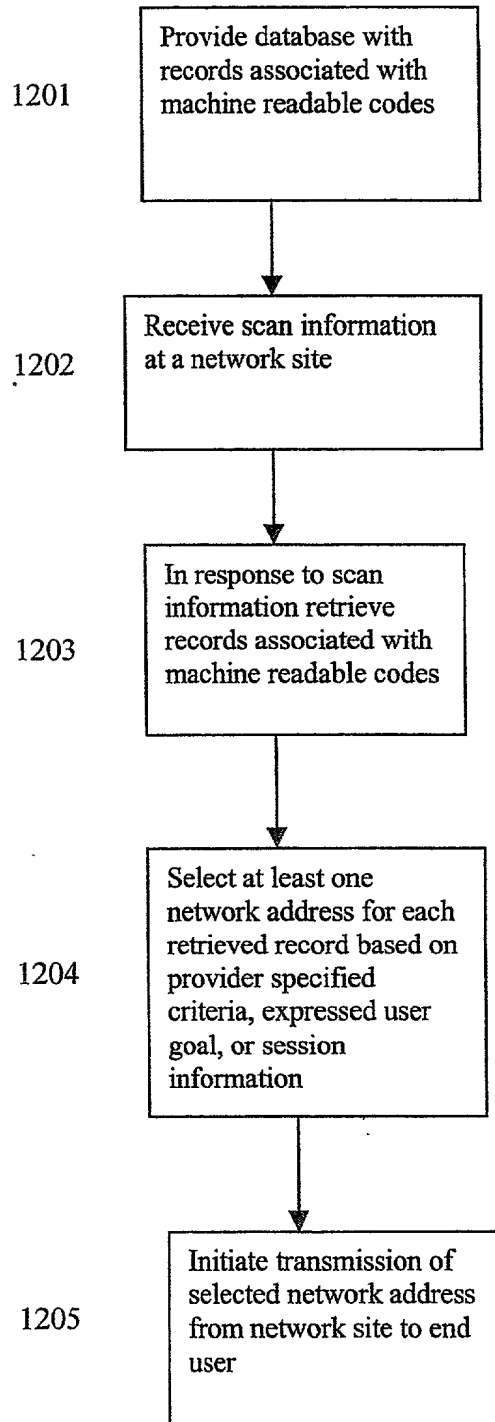 1201
Provide database with
records associated with
machine readable codes
1202
Receive scan information
at a network site
1203
In response to scan
information retrieve
records associated with
machine readable codes
1204
Select at least one
network address for each
retrieved record based on
provider specified
criteria, expressed user
goal, or session
information
1205
Initiate transmission of
selected network address
from network site to end
user